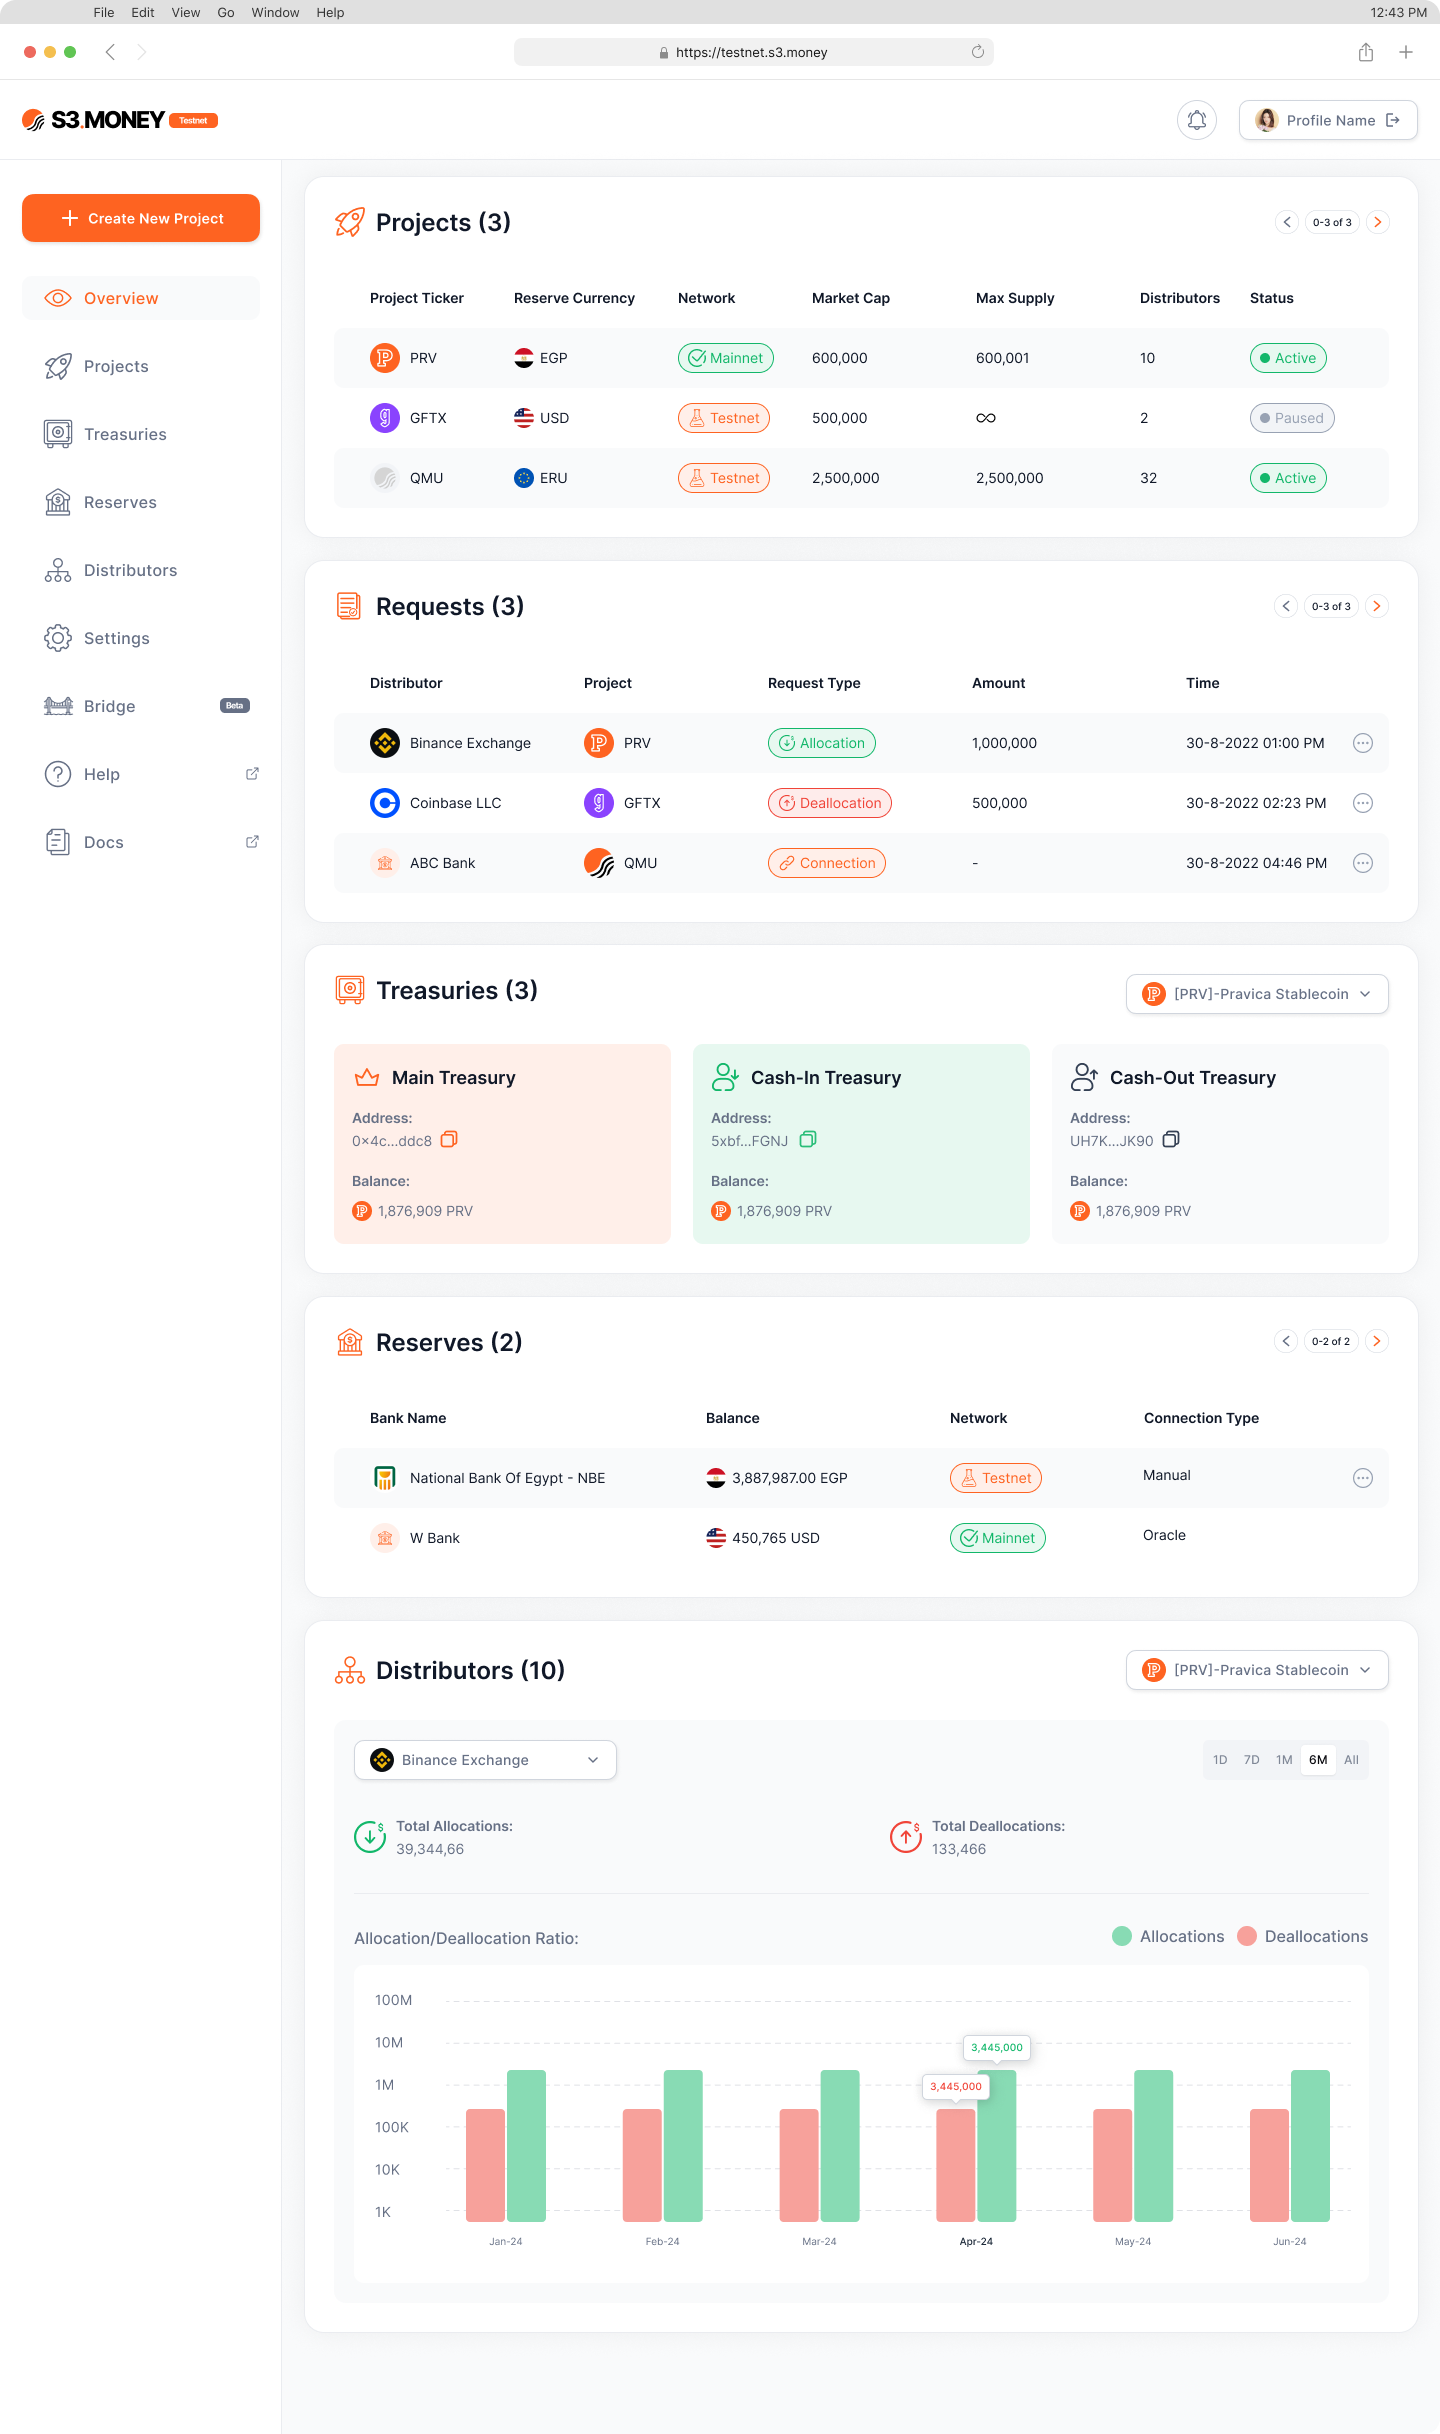 File Edit View Go Window Help 12:43 PM
https://testnet.s3.money
S3.MONEY Testnet
Profile Name
Create New Project
Overview
Projects
Treasuries
Reserves
Distributors
Settings
Bridge Beta
Help
Docs
Projects (3) 0-3 of 3
Project Ticker Reserve Currency Network Market Cap Max Supply Distributors Status
PRV EGP Mainnet 600,000 600,001 10 Active
GFTX USD Testnet 500,000 ∞ 2 Paused
QMU ERU Testnet 2,500,000 2,500,000 32 Active
Requests (3) 0-3 of 3
Distributor Project Request Type Amount Time
Binance Exchange PRV Allocation 1,000,000 30-8-2022 01:00 PM
Coinbase LLC GFTX Deallocation 500,000 30-8-2022 02:23 PM
ABC Bank QMU Connection - 30-8-2022 04:46 PM
Treasuries (3) [PRV]-Pravica Stablecoin
Main Treasury
Address:
0x4c...ddc8
Balance:
1,876,909 PRV
Cash-In Treasury
Address:
5xbf...FGNJ
Balance:
1,876,909 PRV
Cash-Out Treasury
Address:
UH7K...JK90
Balance:
1,876,909 PRV
Reserves (2) 0-2 of 2
Bank Name Balance Network Connection Type
National Bank Of Egypt - NBE 3,887,987.00 EGP Testnet Manual
W Bank 450,765 USD Mainnet Oracle
Distributors (10) [PRV]-Pravica Stablecoin
Binance Exchange 1D 7D 1M 6M All
Total Allocations:
39,344,66
Total Deallocations:
133,466
Allocation/Deallocation Ratio: Allocations Deallocations
100M
10M
3,445,000
1M
3,445,000
100K
10K
1K
Jan-24 Feb-24 Mar-24 Apr-24 May-24 Jun-24